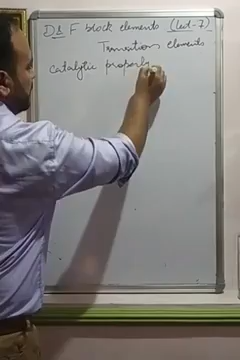 D & F block elements (Lect-7)
Transition elements
catalytic property